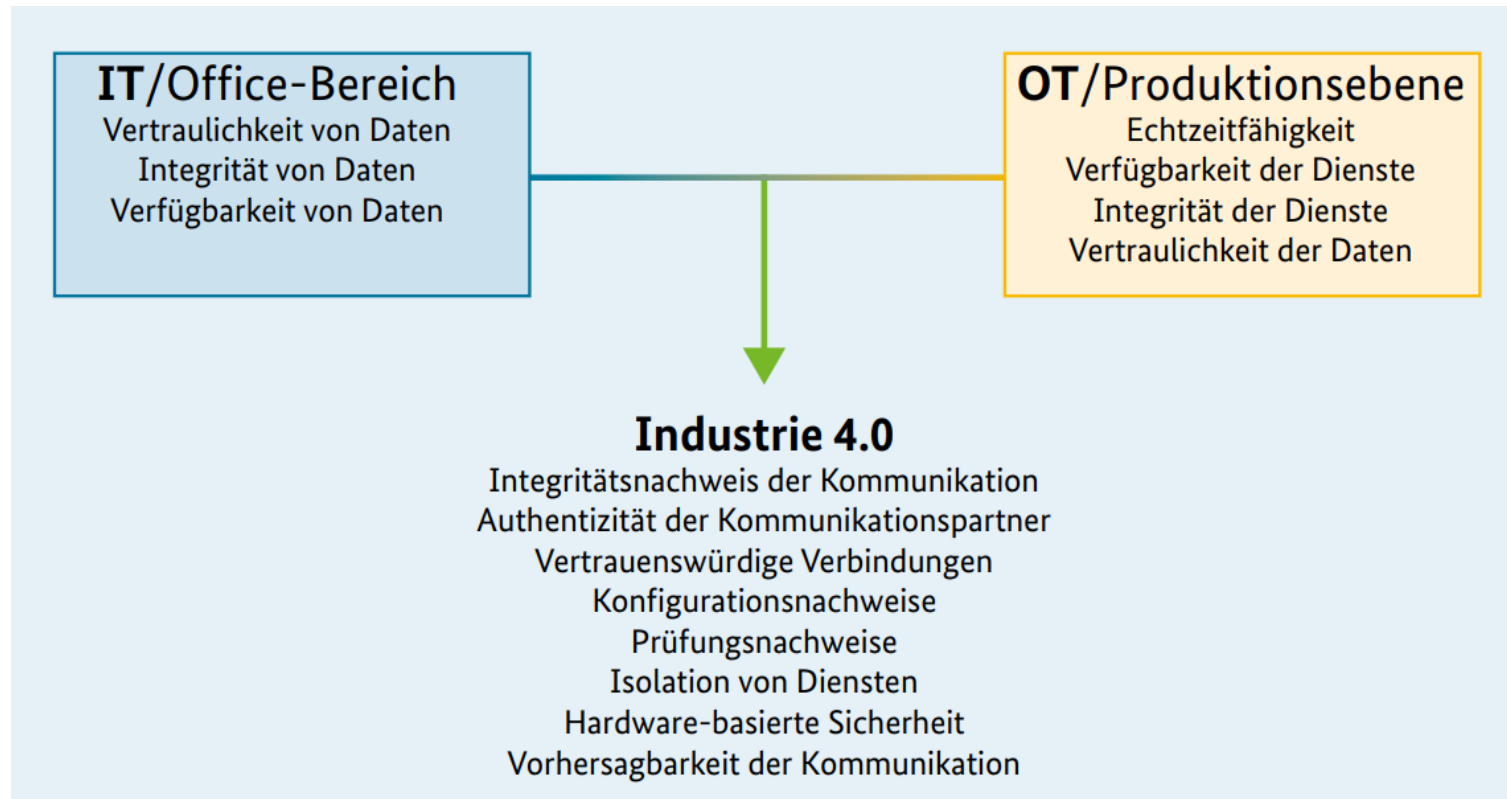 IT/Office-Bereich
Vertraulichkeit von Daten
Integrität von Daten
Verfügbarkeit von Daten
OT/Produktionsebene
Echtzeitfähigkeit
Verfügbarkeit der Dienste
Integrität der Dienste
Vertraulichkeit der Daten
Industrie 4.0
Integritätsnachweis der Kommunikation
Authentizität der Kommunikationspartner
Vertrauenswürdige Verbindungen
Konfigurationsnachweise
Prüfungsnachweise
Isolation von Diensten
Hardware-basierte Sicherheit
Vorhersagbarkeit der Kommunikation